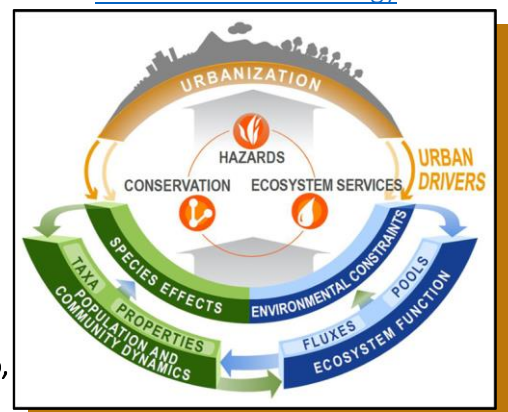 URBANIZATION
HAZARDS
CONSERVATION
ECOSYSTEM SERVICES
URBAN
DRIVERS
SPECIES EFFECTS
ENVIRONMENTAL CONSTRAINTS
TAXA
PROPERTIES
POPULATION AND
COMMUNITY DYNAMICS
POOLS
FLUXES
ECOSYSTEM FUNCTION